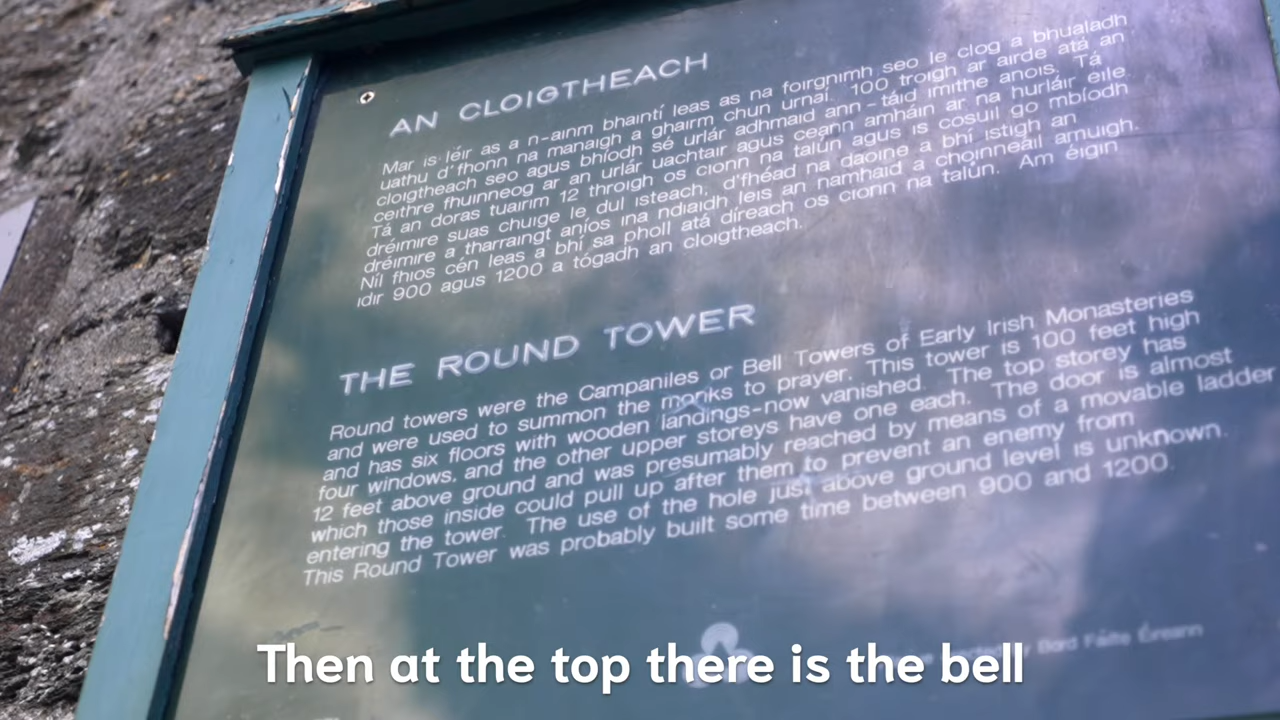 AN CLOIGTHEACH
Mar is léir as a n-ainm bhaintí leas as na foirgnimh seo le clog a bhualadh
uathu d'fhonn na manaigh a ghairm chun urnaí. 100 troigh ar airde atá an
cloigtheach seo agus bhíodh sé urlár adhmaid ann-táid imithe anois. Tá
ceithre fhuinneog ar an urlár uachtair agus ceann amháin ar na hurláir eile.
Tá an doras tuairim 12 throigh os cionn na talún agus is cosuil go mbíodh
dréimire suas chuige le dul isteach, d'fhéad na daoine a bhí istigh an
dréimire a tharraingt aníos ina ndiaidh leis an namhaid a choinneáil amuigh.
Níl fhios cén leas a bhí sa pholl atá díreach os cionn na talún. Am éigin
idir 900 agus 1200 a tógadh an cloigtheach.
THE ROUND TOWER
Round towers were the Campaniles or Bell Towers of Early Irish Monasteries
and were used to summon the monks to prayer. This tower is 100 feet high
and has six floors with wooden landings-now vanished. The top storey has
four windows, and the other upper storeys have one each. The door is almost
12 feet above ground and was presumably reached by means of a movable ladder
which those inside could pull up after them to prevent an enemy from
entering the tower. The use of the hole just above ground level is unknown.
This Round Tower was probably built some time between 900 and 1200.
Bord Fáilte Éireann
Then at the top there is the bell